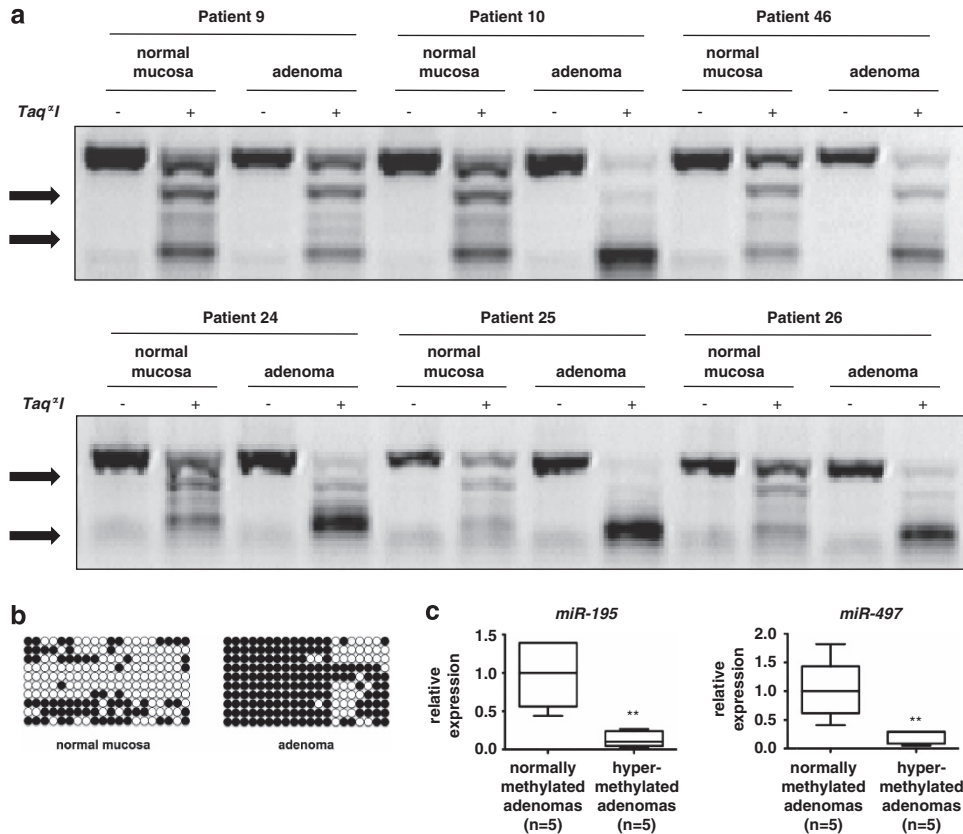 a
Patient 9 Patient 10 Patient 46
normal mucosa adenoma normal mucosa adenoma normal mucosa adenoma
TaqᵅI - + - + - + - + - + - +
Patient 24 Patient 25 Patient 26
normal mucosa adenoma normal mucosa adenoma normal mucosa adenoma
TaqᵅI - + - + - + - + - + - +
b
normal mucosa adenoma
c
miR-195
relative expression
1.5
1.0
0.5
0.0
**
normally methylated adenomas (n=5)
hyper-methylated adenomas (n=5)
miR-497
relative expression
2.0
1.5
1.0
0.5
0.0
**
normally methylated adenomas (n=5)
hyper-methylated adenomas (n=5)